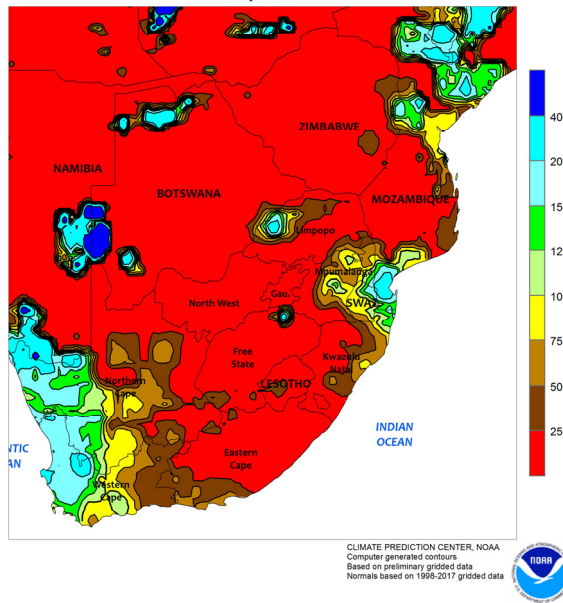 40
20
15
12
10
75
50
25
ZIMBABWE
NAMIBIA
BOTSWANA
MOZAMBIQUE
Limpopo
Mpumalanga
North West
Gau.
SWAZ
Free
State
Kwazulu
Natal
Northern
Cape
LESOTHO
INDIAN
OCEAN
NTIC
AN
Eastern
Cape
Western
Cape
CLIMATE PREDICTION CENTER, NOAA
Computer generated contours
Based on preliminary gridded data
Normals based on 1998-2017 gridded data
NOAA